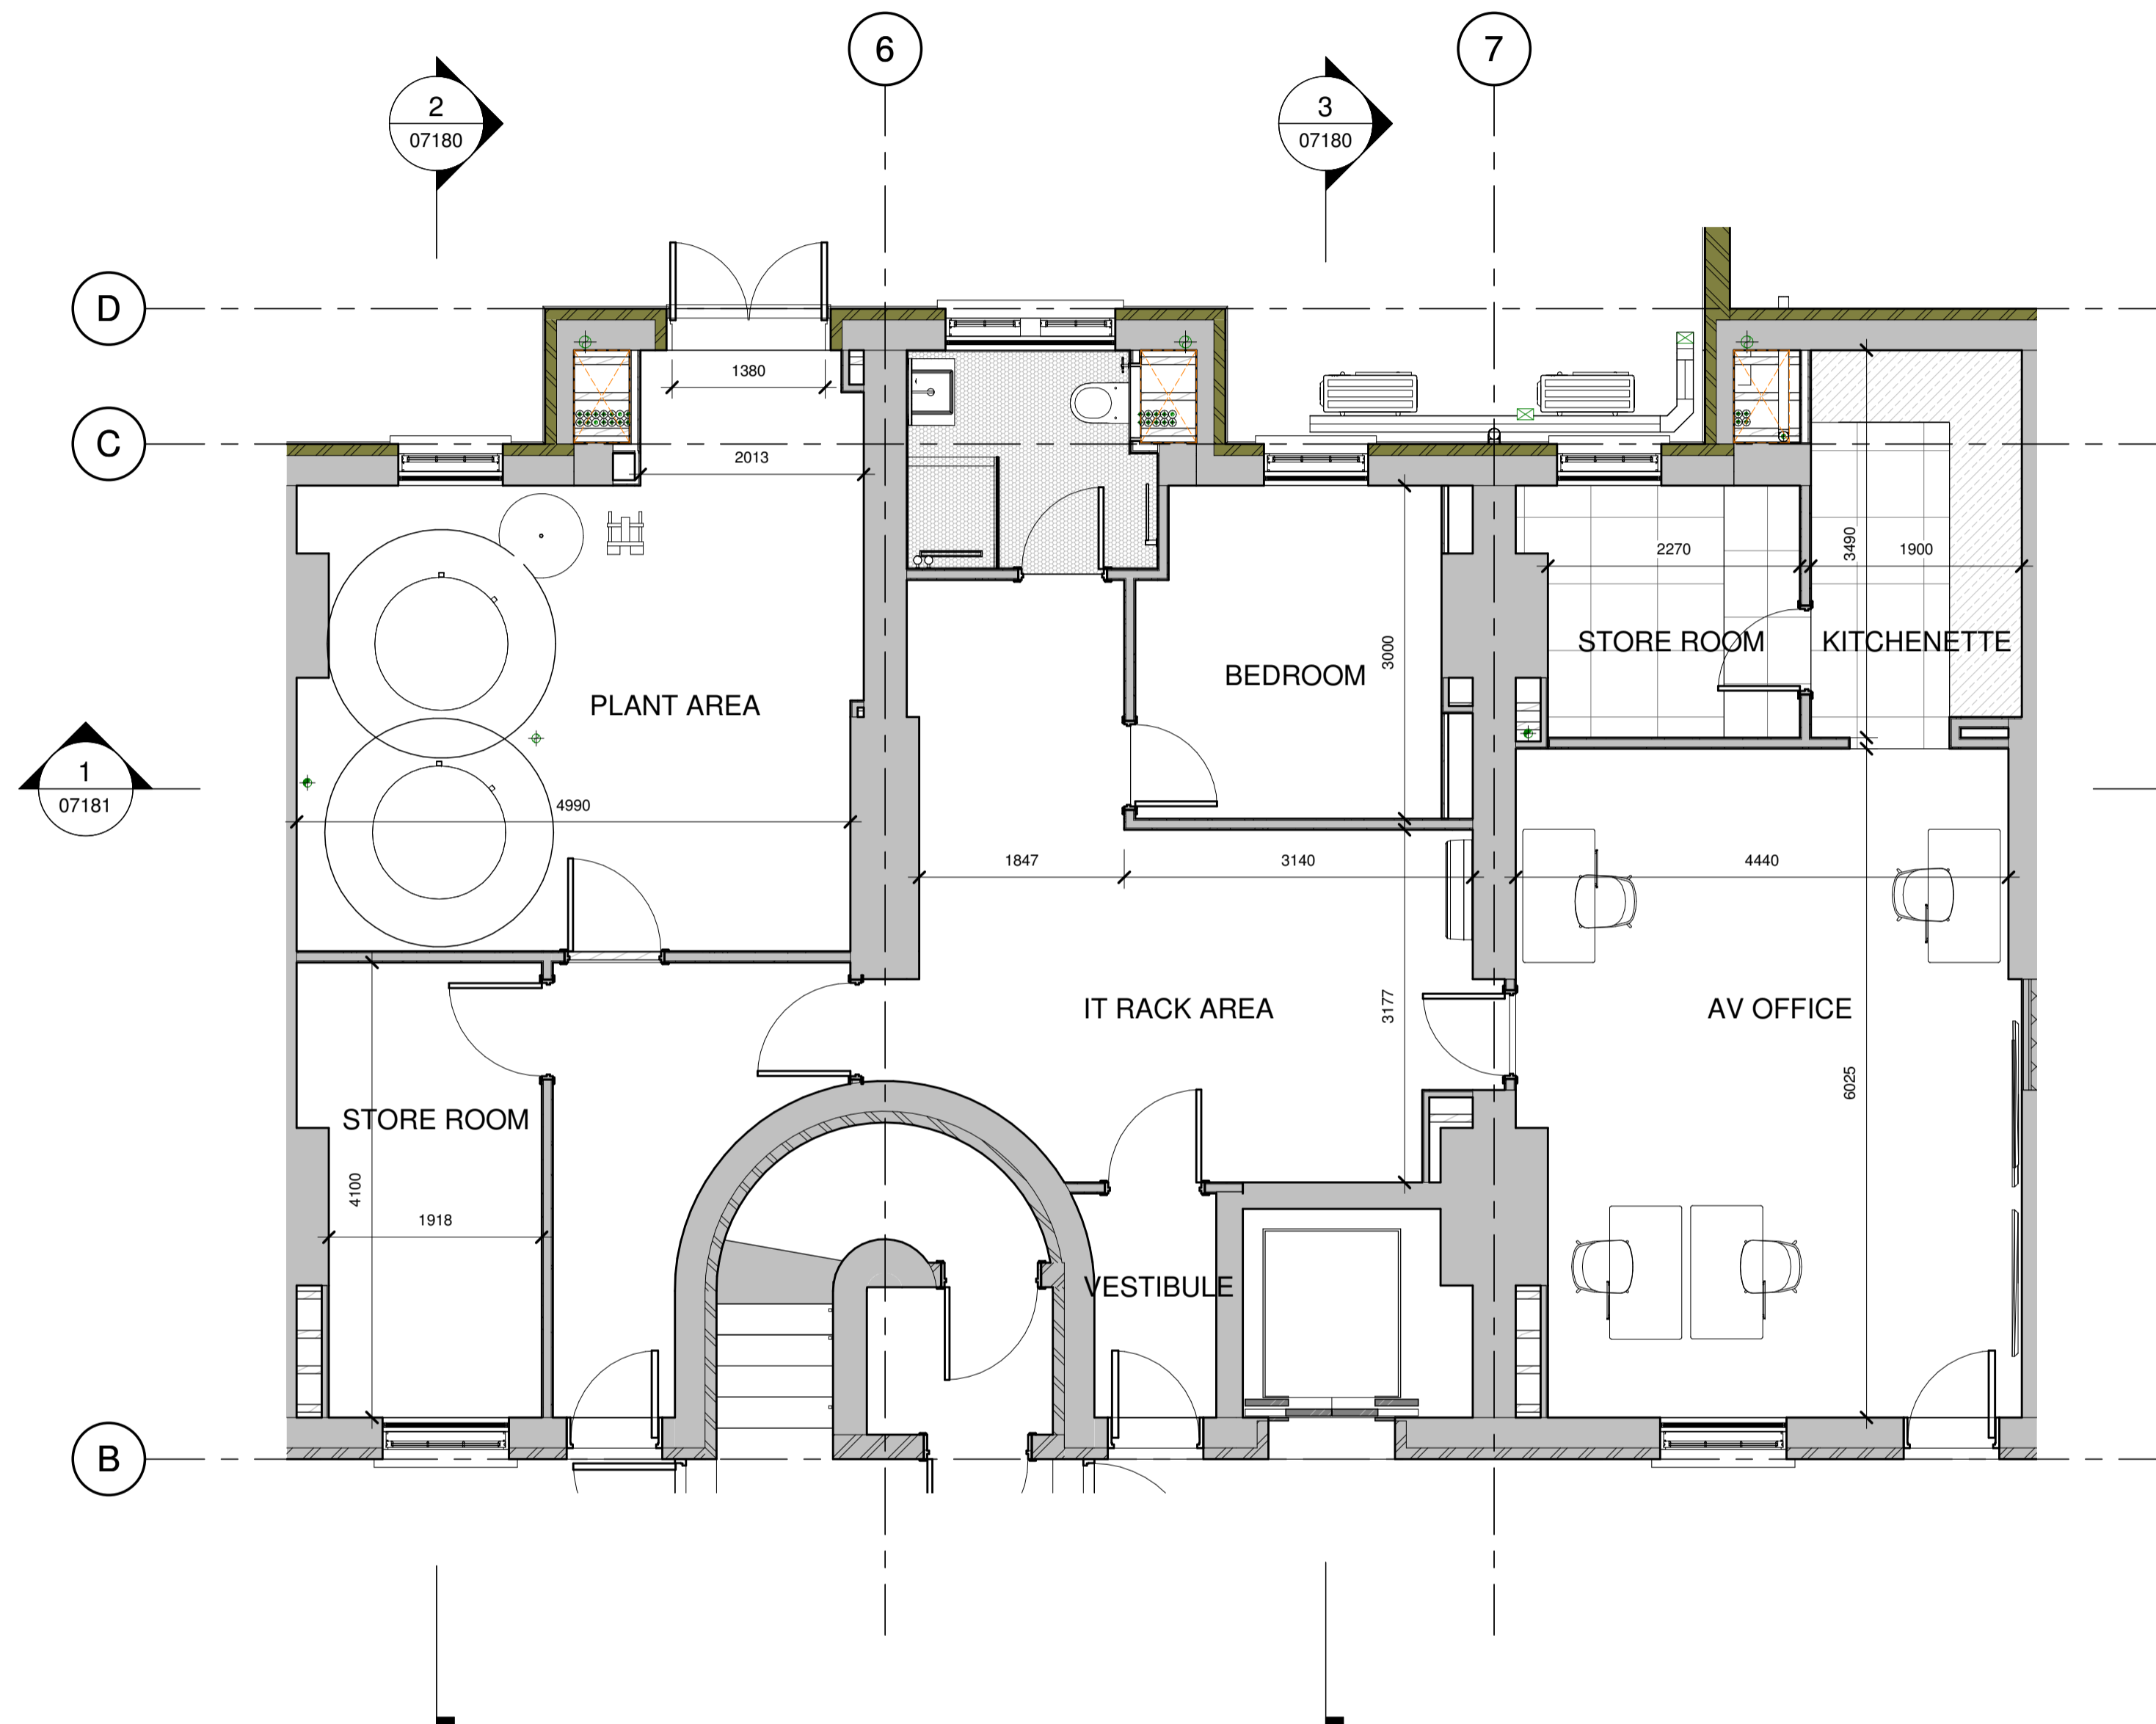 6
7
2
07180
3
07180
D
1380
C
2013
3490
2270
1900
STORE ROOM
KITCHENETTE
3000
BEDROOM
PLANT AREA
1
07181
4990
1847
3140
4440
3177
IT RACK AREA
AV OFFICE
6025
STORE ROOM
4100
1918
VESTIBULE
B